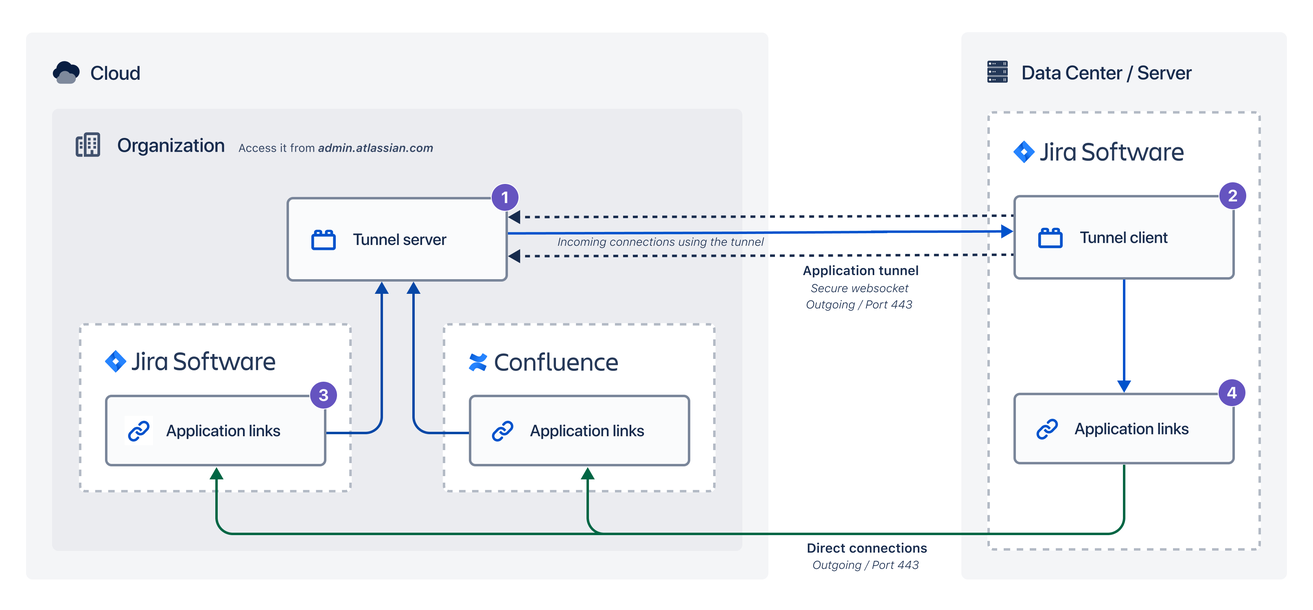 Cloud
Organization Access it from admin.atlassian.com
1
Tunnel server
Incoming connections using the tunnel
Application tunnel
Secure websocket
Outgoing / Port 443
Jira Software
3
Application links
Confluence
Application links
Direct connections
Outgoing / Port 443
Data Center / Server
Jira Software
2
Tunnel client
4
Application links